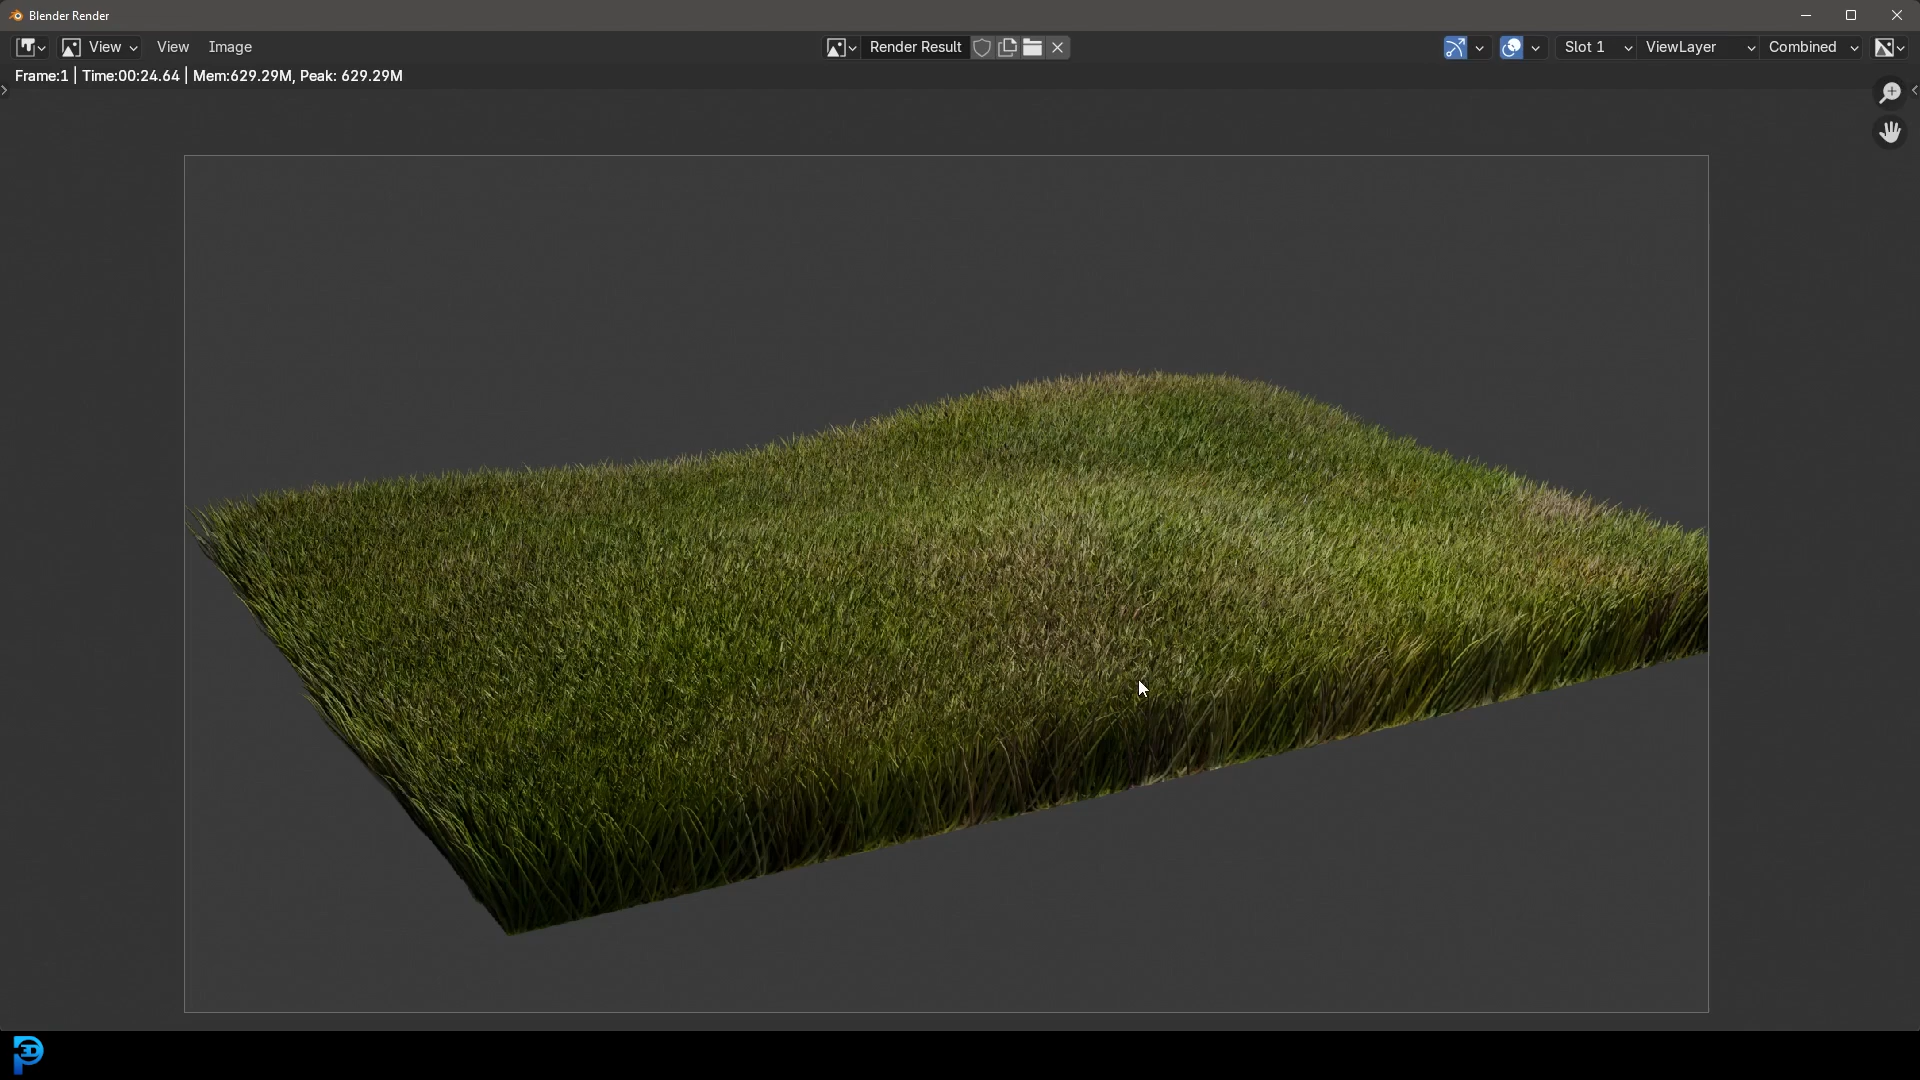 Blender Render
View View Image Render Result Slot 1 ViewLayer Combined
Frame:1 | Time:00:24.64 | Mem:629.29M, Peak: 629.29M
3D